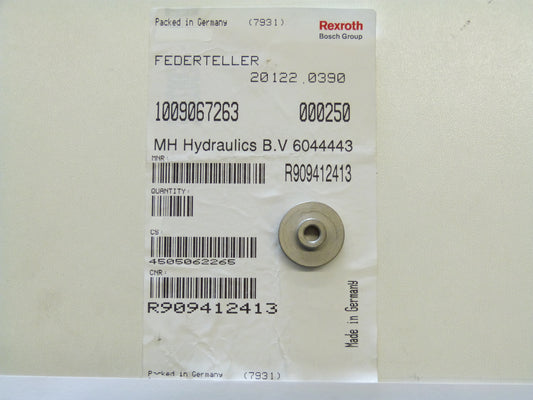 Packed in Germany (7931)
Rexroth
Bosch Group
FEDERTELLER
20122.0390
1009067263 000250
MH Hydraulics B.V 6044443
MNR:
R909412413
QUANTITY:
CS:
4505062265
CNR:
R909412413
Made in Germany
Packed in Germany (7931)